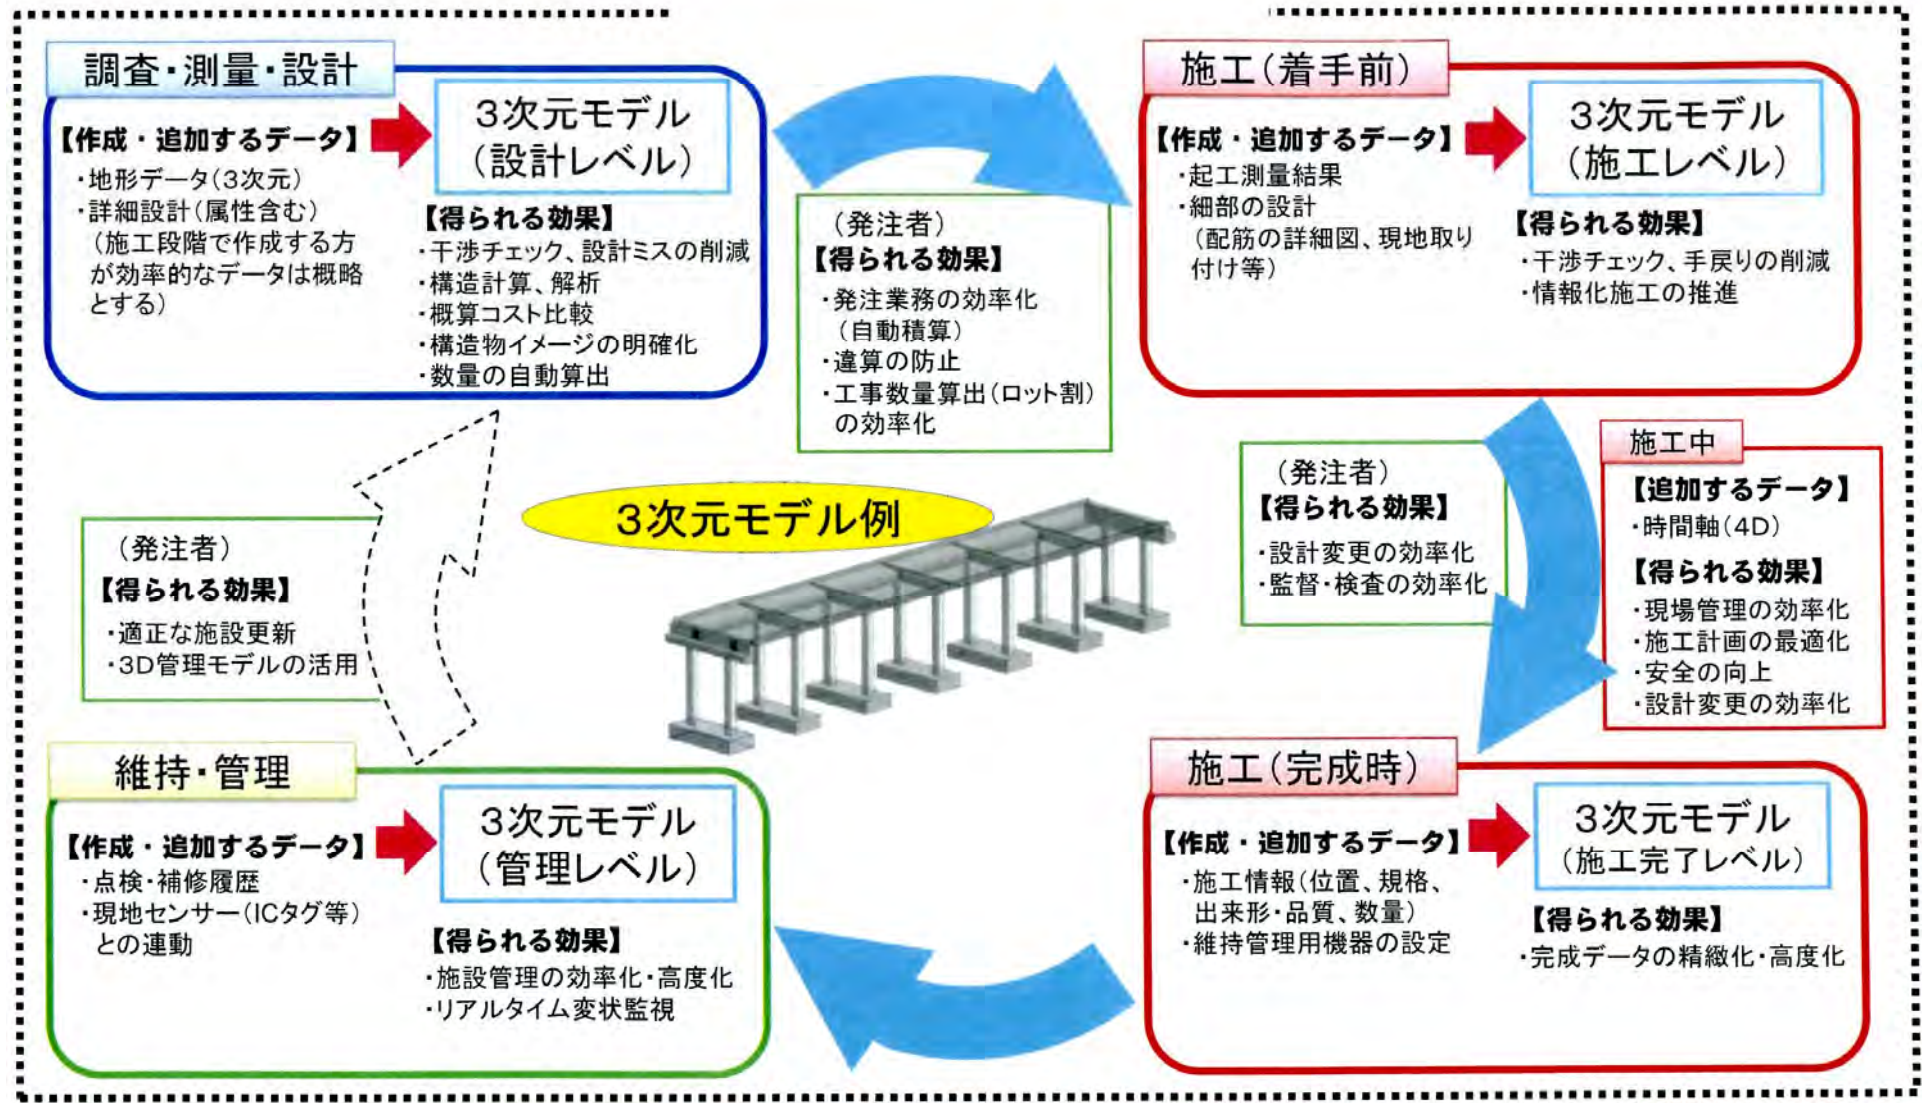 調査・測量・設計
【作成・追加するデータ】
・地形データ(3次元)
・詳細設計(属性含む)
(施工段階で作成する方
が効率的なデータは概略
とする)
3次元モデル
(設計レベル)
【得られる効果】
・干渉チェック、設計ミスの削減
・構造計算、解析
・概算コスト比較
・構造物イメージの明確化
・数量の自動算出
(発注者)
【得られる効果】
・発注業務の効率化
(自動積算)
・違算の防止
・工事数量算出(ロット割)
の効率化
施工(着手前)
【作成・追加するデータ】
・起工測量結果
・細部の設計
(配筋の詳細図、現地取り
付け等)
3次元モデル
(施工レベル)
【得られる効果】
・干渉チェック、手戻りの削減
・情報化施工の推進
(発注者)
【得られる効果】
・設計変更の効率化
・監督・検査の効率化
施工中
【追加するデータ】
・時間軸(4D)
【得られる効果】
・現場管理の効率化
・施工計画の最適化
・安全の向上
・設計変更の効率化
3次元モデル例
(発注者)
【得られる効果】
・適正な施設更新
・3D管理モデルの活用
維持・管理
【作成・追加するデータ】
・点検・補修履歴
・現地センサー(ICタグ等)
との連動
3次元モデル
(管理レベル)
【得られる効果】
・施設管理の効率化・高度化
・リアルタイム変状監視
施工(完成時)
【作成・追加するデータ】
・施工情報(位置、規格、
出来形・品質、数量)
・維持管理用機器の設定
3次元モデル
(施工完了レベル)
【得られる効果】
・完成データの精緻化・高度化